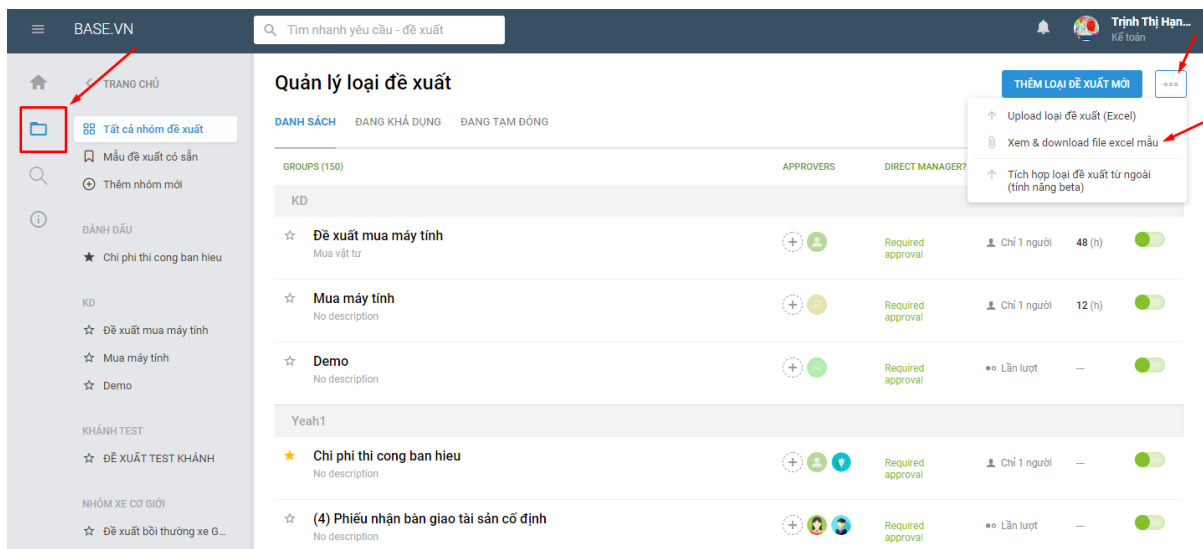 BASE.VN
Tìm nhanh yêu cầu - đề xuất
Trịnh Thị Hạn...
Kế toán
TRANG CHỦ
Tất cả nhóm đề xuất
Mẫu đề xuất có sẵn
Thêm nhóm mới
ĐÁNH DẤU
Chi phi thi cong ban hieu
KD
Đề xuất mua máy tính
Mua máy tính
Demo
KHÁNH TEST
ĐỀ XUẤT TEST KHÁNH
NHÓM XE CƠ GIỚI
Đề xuất bồi thường xe G...
Quản lý loại đề xuất
THÊM LOẠI ĐỀ XUẤT MỚI
DANH SÁCH ĐANG KHẢ DỤNG ĐANG TẠM ĐÓNG
Upload loại đề xuất (Excel)
Xem & download file excel mẫu
Tích hợp loại đề xuất từ ngoài
(tính năng beta)
GROUPS (150) APPROVERS DIRECT MANAGER?
KD
Đề xuất mua máy tính
Mua vật tư
Required
approval
Chỉ 1 người 48 (h)
Mua máy tính
No description
Required
approval
Chỉ 1 người 12 (h)
Demo
No description
Required
approval
Lần lượt ---
Yeah1
Chi phi thi cong ban hieu
No description
Required
approval
Chỉ 1 người ---
(4) Phiếu nhận bàn giao tài sản cố định
No description
Required
approval
Lần lượt ---